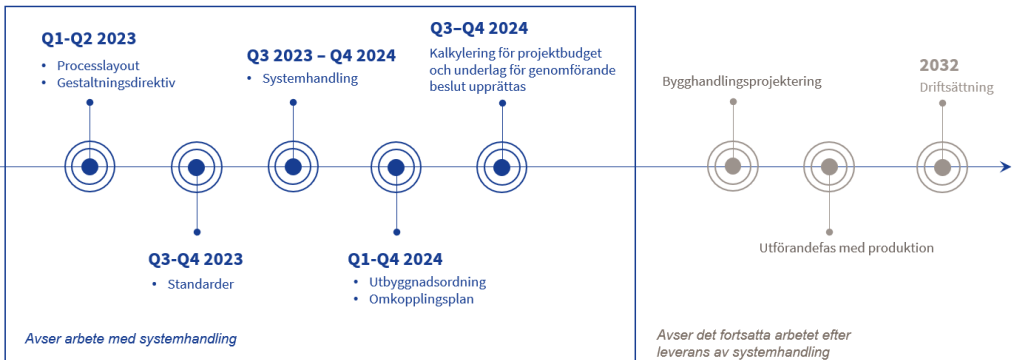 Q1-Q2 2023
• Processlayout
• Gestaltningsdirektiv
Q3 2023 – Q4 2024
• Systemhandling
Q3–Q4 2024
Kalkylering för projektbudget
och underlag för genomförande
beslut upprättas
Bygghandlingsprojektering
2032
Driftsättning
Q3-Q4 2023
• Standarder
Q1-Q4 2024
• Utbyggnadsordning
• Omkopplingsplan
Utförandefas med produktion
Avser arbete med systemhandling
Avser det fortsatta arbetet efter
leverans av systemhandling